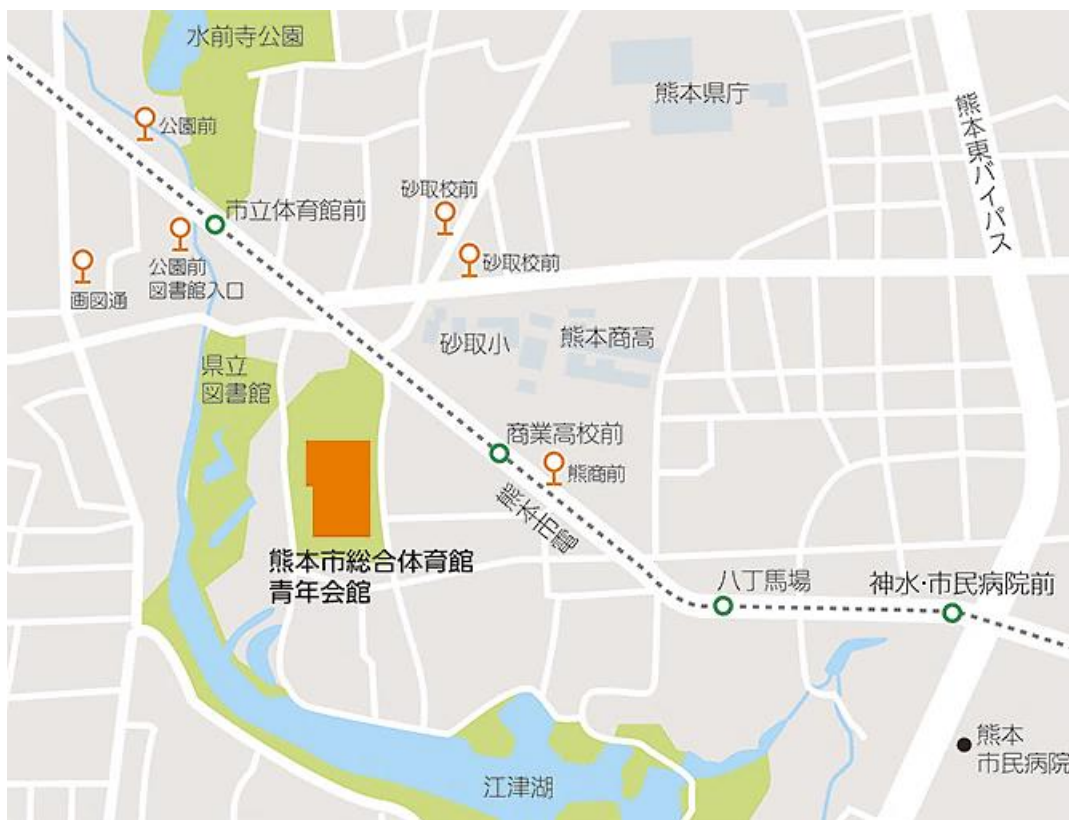 水前寺公園
熊本県庁
熊本東バイパス
公園前
砂取校前
市立体育館前
砂取校前
公園前
図書館入口
画図通
砂取小
熊本商高
県立
図書館
商業高校前
熊商前
熊本市電
熊本市総合体育館
青年会館
八丁馬場
神水・市民病院前
熊本
市民病院
江津湖